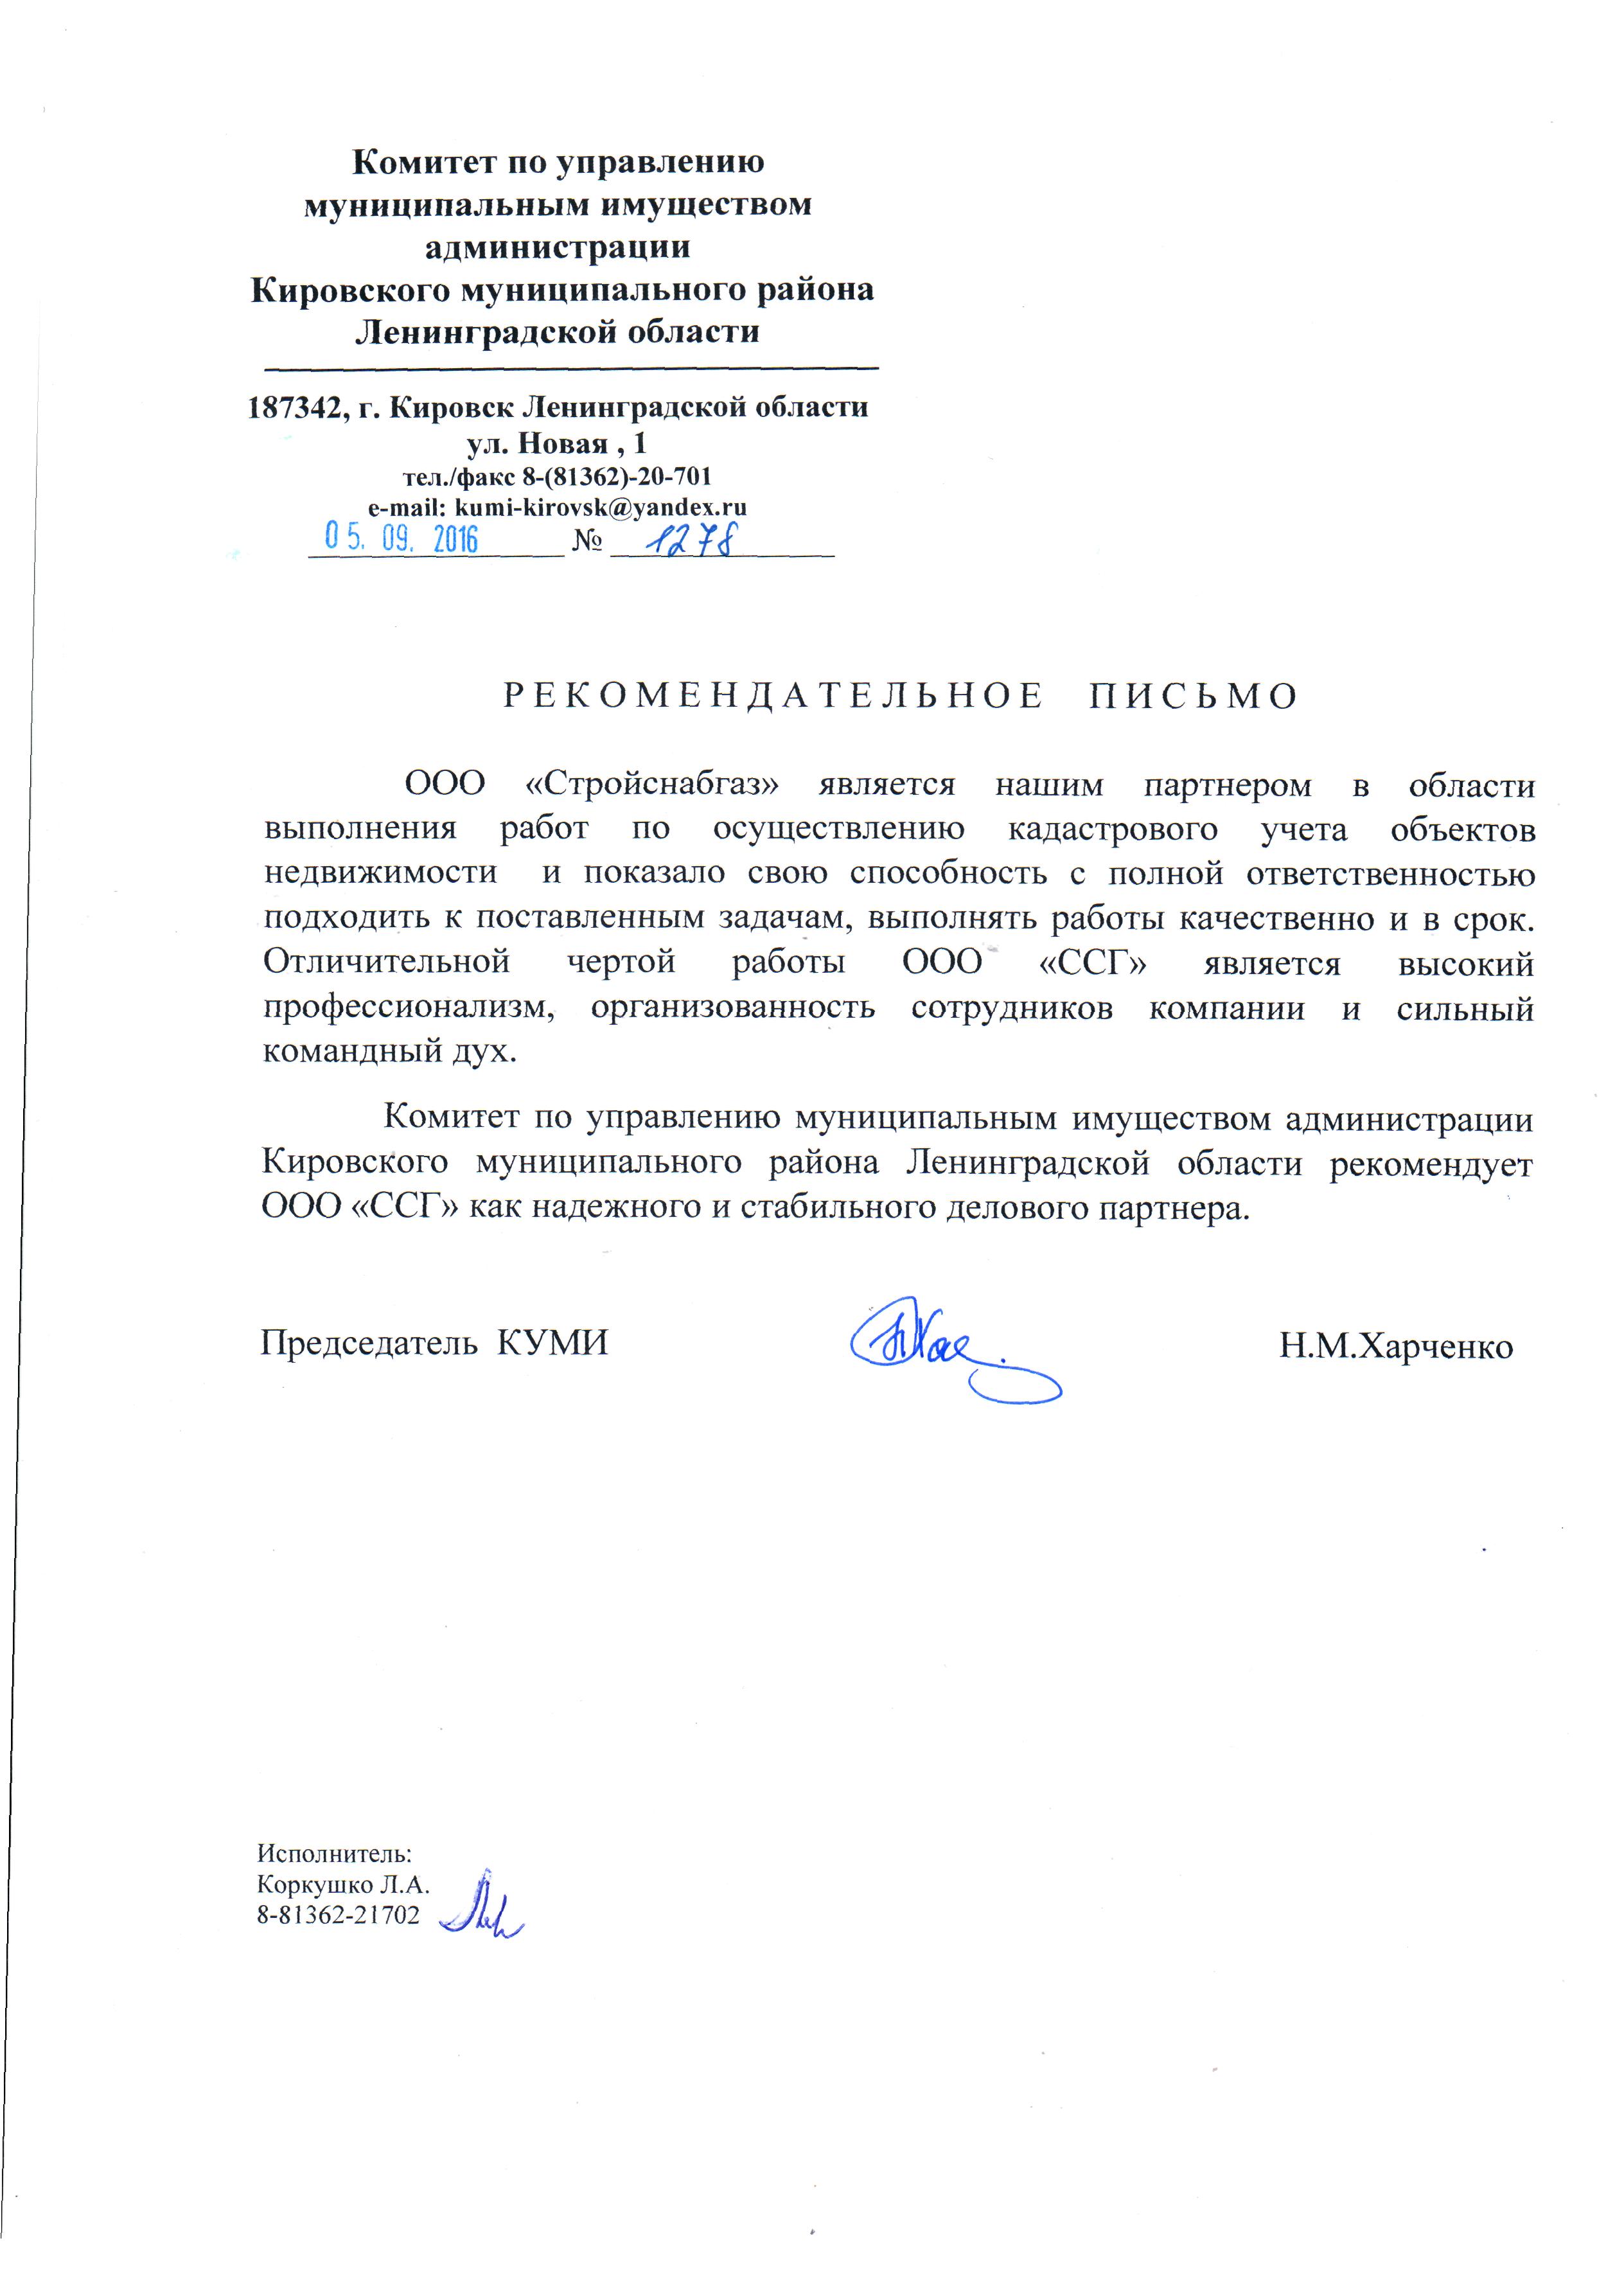 Комитет по управлению
муниципальным имуществом
администрации
Кировского муниципального района
Ленинградской области
187342, г. Кировск Ленинградской области
ул. Новая , 1
тел./факс 8-(81362)-20-701
e-mail: kumi-kirovsk@yandex.ru
05. 09. 2016 № 1278
РЕКОМЕНДАТЕЛЬНОЕ ПИСЬМО
ООО «Стройснабгаз» является нашим партнером в области
выполнения работ по осуществлению кадастрового учета объектов
недвижимости и показало свою способность с полной ответственностью
подходить к поставленным задачам, выполнять работы качественно и в срок.
Отличительной чертой работы ООО «ССГ» является высокий
профессионализм, организованность сотрудников компании и сильный
командный дух.
Комитет по управлению муниципальным имуществом администрации
Кировского муниципального района Ленинградской области рекомендует
ООО «ССГ» как надежного и стабильного делового партнера.
Председатель КУМИ Н.М.Харченко
Исполнитель:
Коркушко Л.А.
8-81362-21702